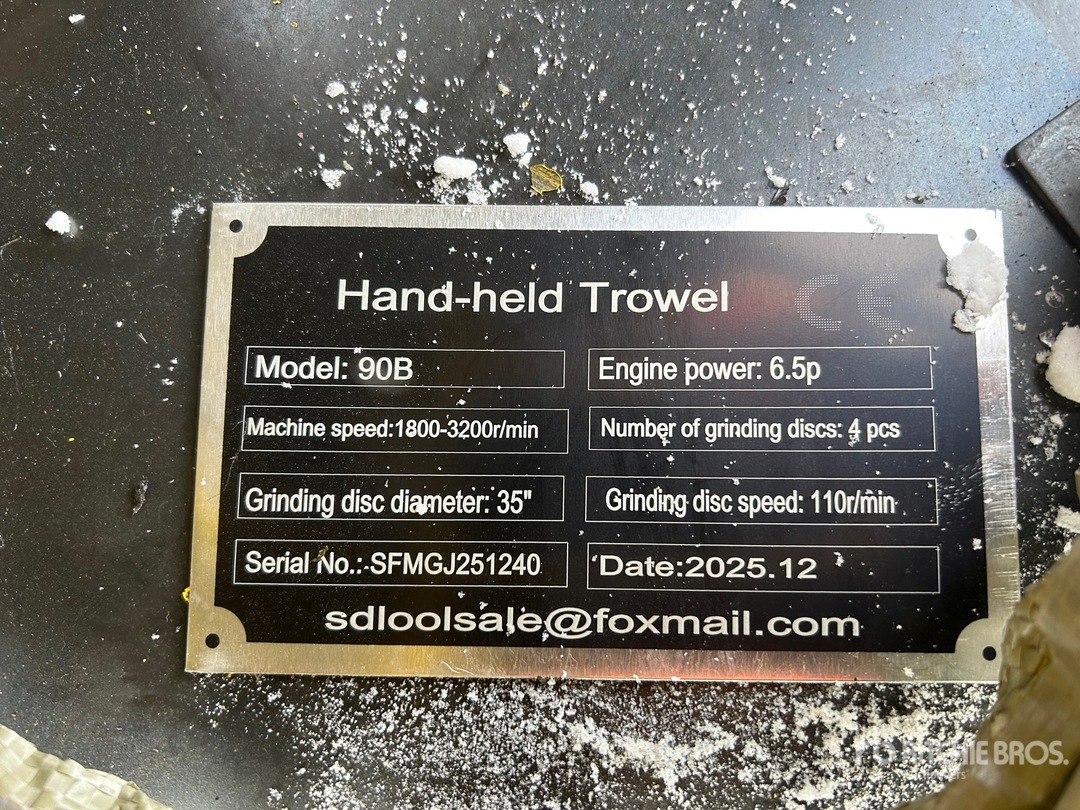 Hand-held Trowel CE
Model: 90B
Engine power: 6.5p
Machine speed:1800-3200r/min
Number of grinding discs: 4 pcs
Grinding disc diameter: 35"
Grinding disc speed: 110r/min
Serial No.: SFMGJ251240
Date:2025.12
sdloolsale@foxmail.com
BROS.